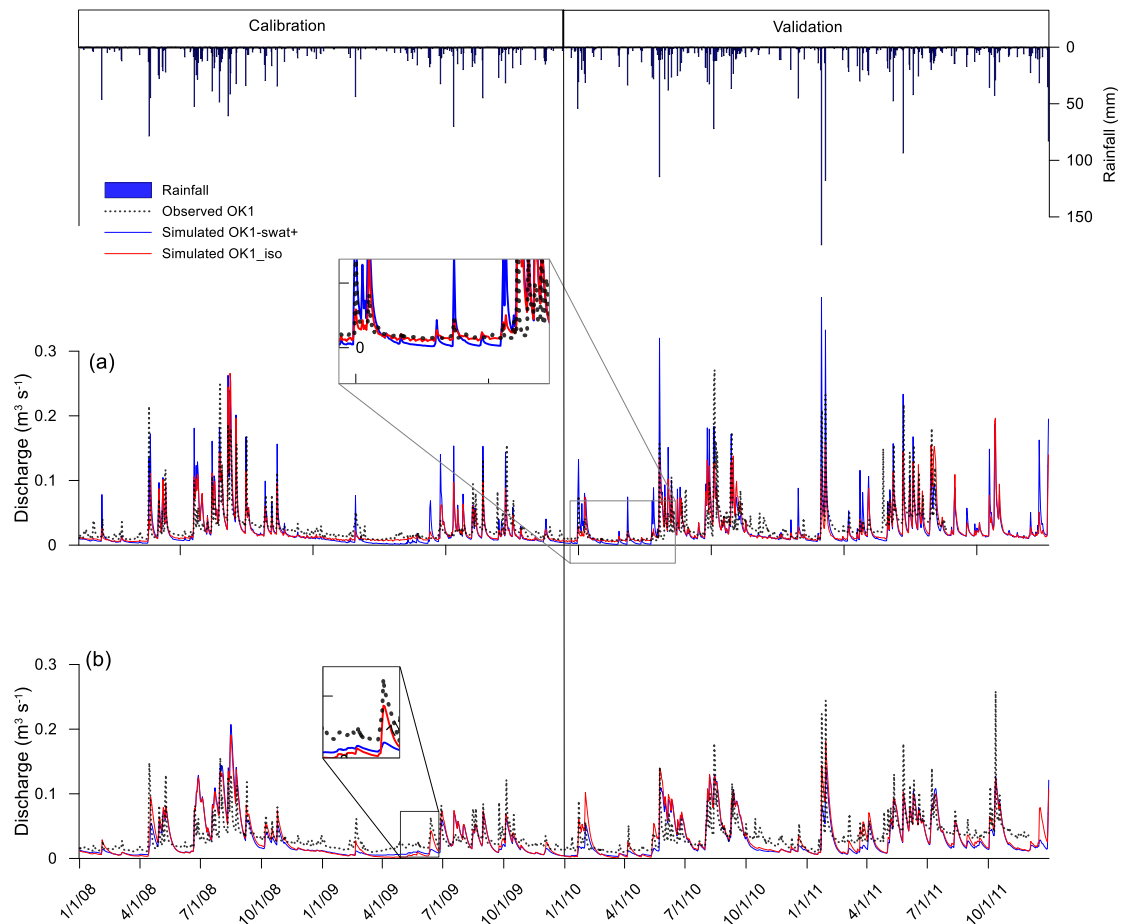 Calibration Validation
0
50
100
150
Rainfall (mm)
Rainfall
Observed OK1
Simulated OK1-swat+
Simulated OK1_iso
0
(a)
0.3
0.2
0.1
0
Discharge (m³ s⁻¹)
(b)
0.3
0.2
0.1
0
Discharge (m³ s⁻¹)
1/1/08 4/1/08 7/1/08 10/1/08 1/1/09 4/1/09 7/1/09 10/1/09 1/1/10 4/1/10 7/1/10 10/1/10 1/1/11 4/1/11 7/1/11 10/1/11